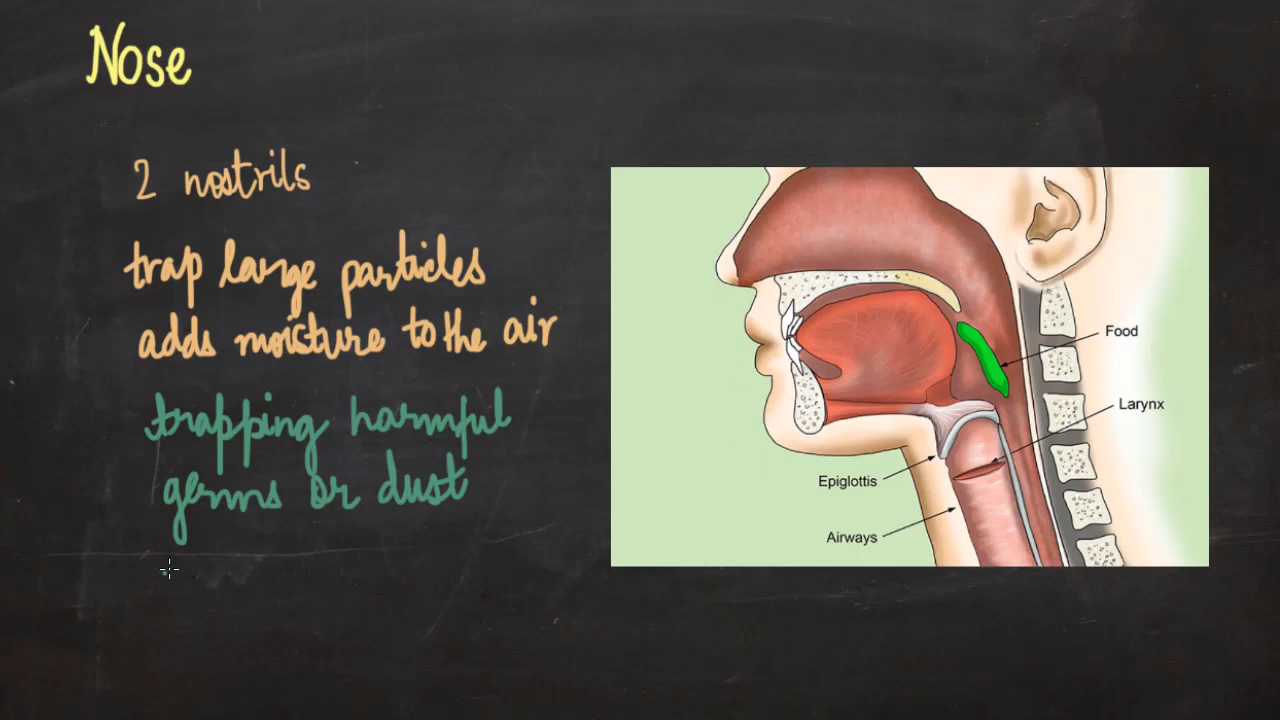 Nose
2 nostrils
trap large particles
adds moisture to the air
trapping harmful
germs or dust
Food
Larynx
Epiglottis
Airways